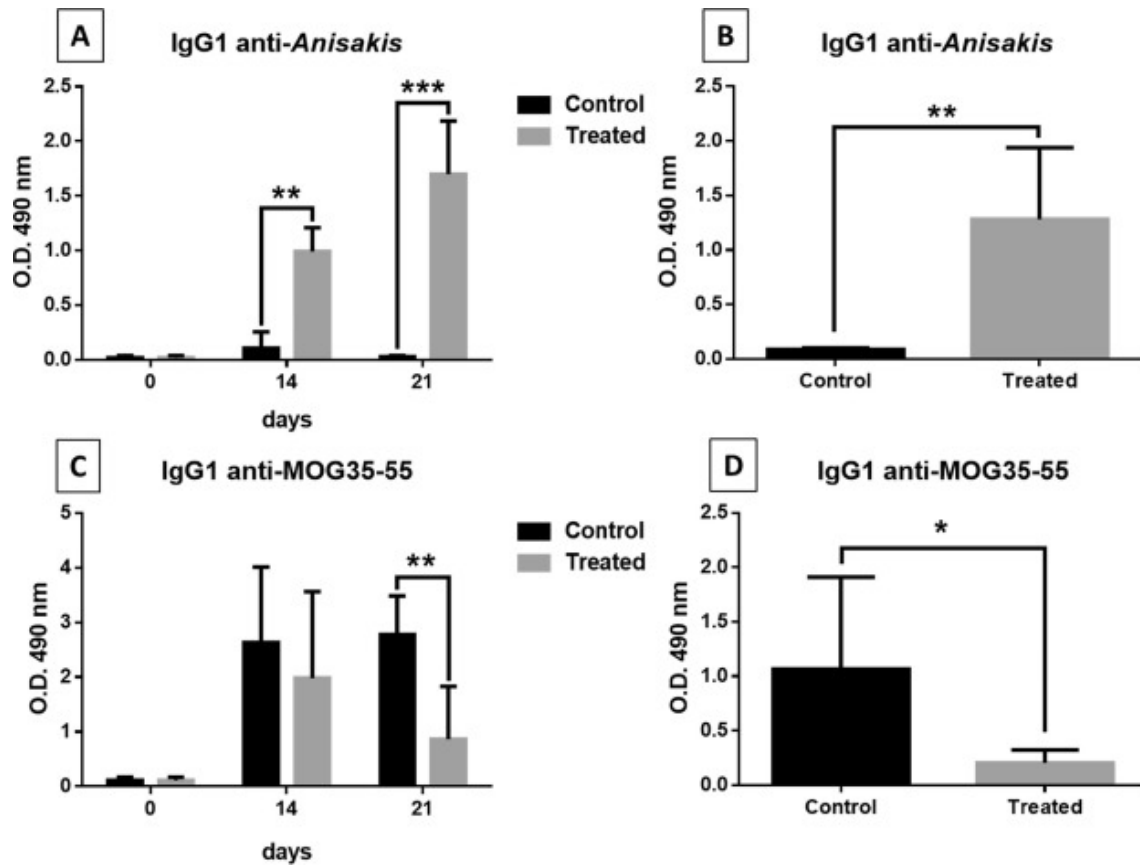 A
IgG1 anti-Anisakis
O.D. 490 nm
2.5
2.0
1.5
1.0
0.5
0.0
**
***
0
14
21
days
Control
Treated
B
IgG1 anti-Anisakis
O.D. 490 nm
2.5
2.0
1.5
1.0
0.5
0.0
**
Control
Treated
C
IgG1 anti-MOG35-55
O.D. 490 nm
5
4
3
2
1
0
**
0
14
21
days
Control
Treated
D
IgG1 anti-MOG35-55
O.D. 490 nm
2.5
2.0
1.5
1.0
0.5
0.0
*
Control
Treated